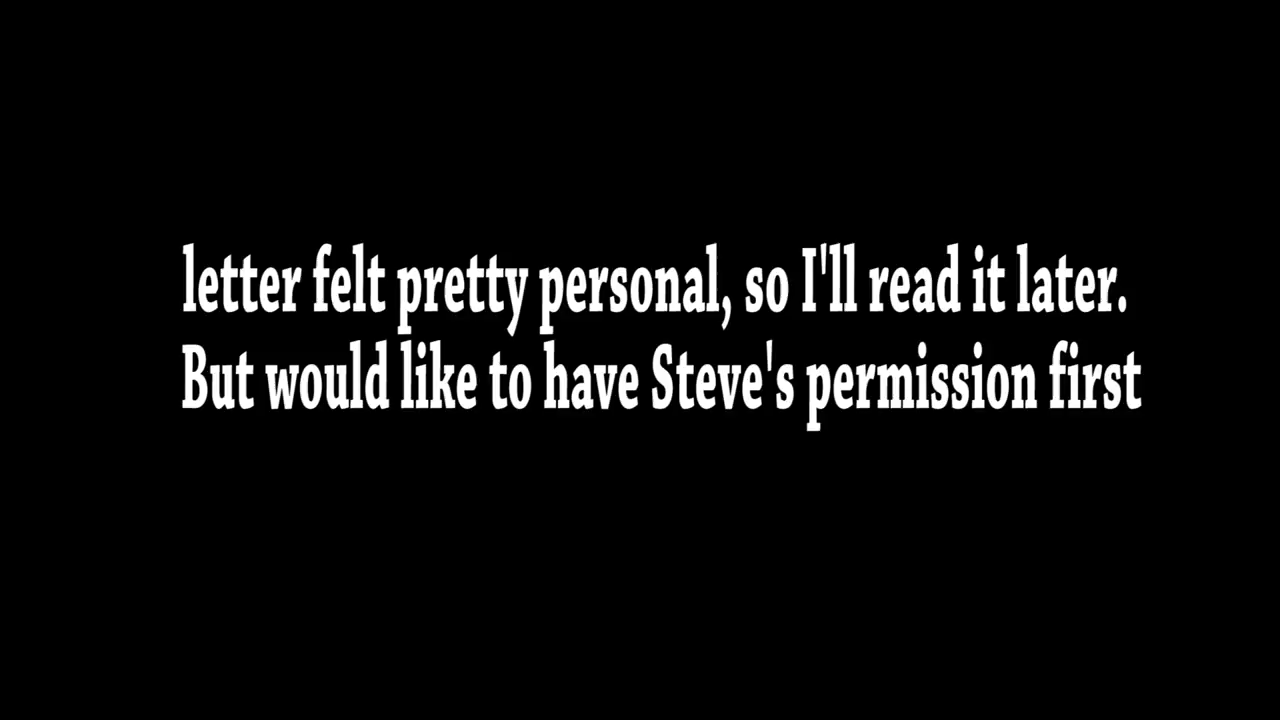 letter felt pretty personal, so I'll read it later.
But would like to have Steve's permission first